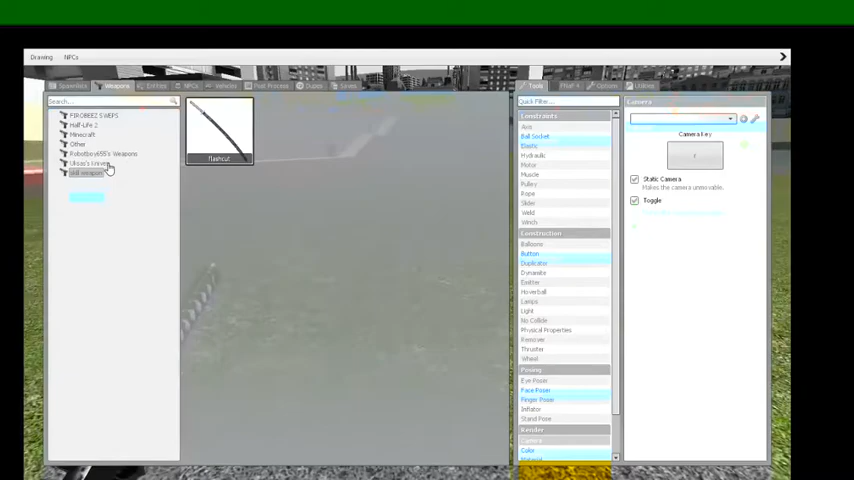 Drawing NPCs
Spawnlists Weapons Entities NPCs Vehicles Post Process Dupes Saves
Tools Options Utilities
Search...
FIROBEEZ SWEPS
Half-Life 2
Minecraft
Other
Robotboy655's Weapons
skill weapon
flashcut
Quick Filter...
Constraints
Axis
Ball Socket
Elastic
Hydraulic
Motor
Muscle
Pulley
Rope
Slider
Weld
Winch
Construction
Balloons
Button
Duplicator
Dynamite
Emitter
Hoverball
Lamps
Light
No Collide
Physical Properties
Remover
Thruster
Wheel
Posing
Eye Poser
Face Poser
Finger Poser
Inflator
Stand Pose
Render
Camera
Color
Material
Camera
Camera Key
Static Camera
Makes the camera unmovable.
Toggle